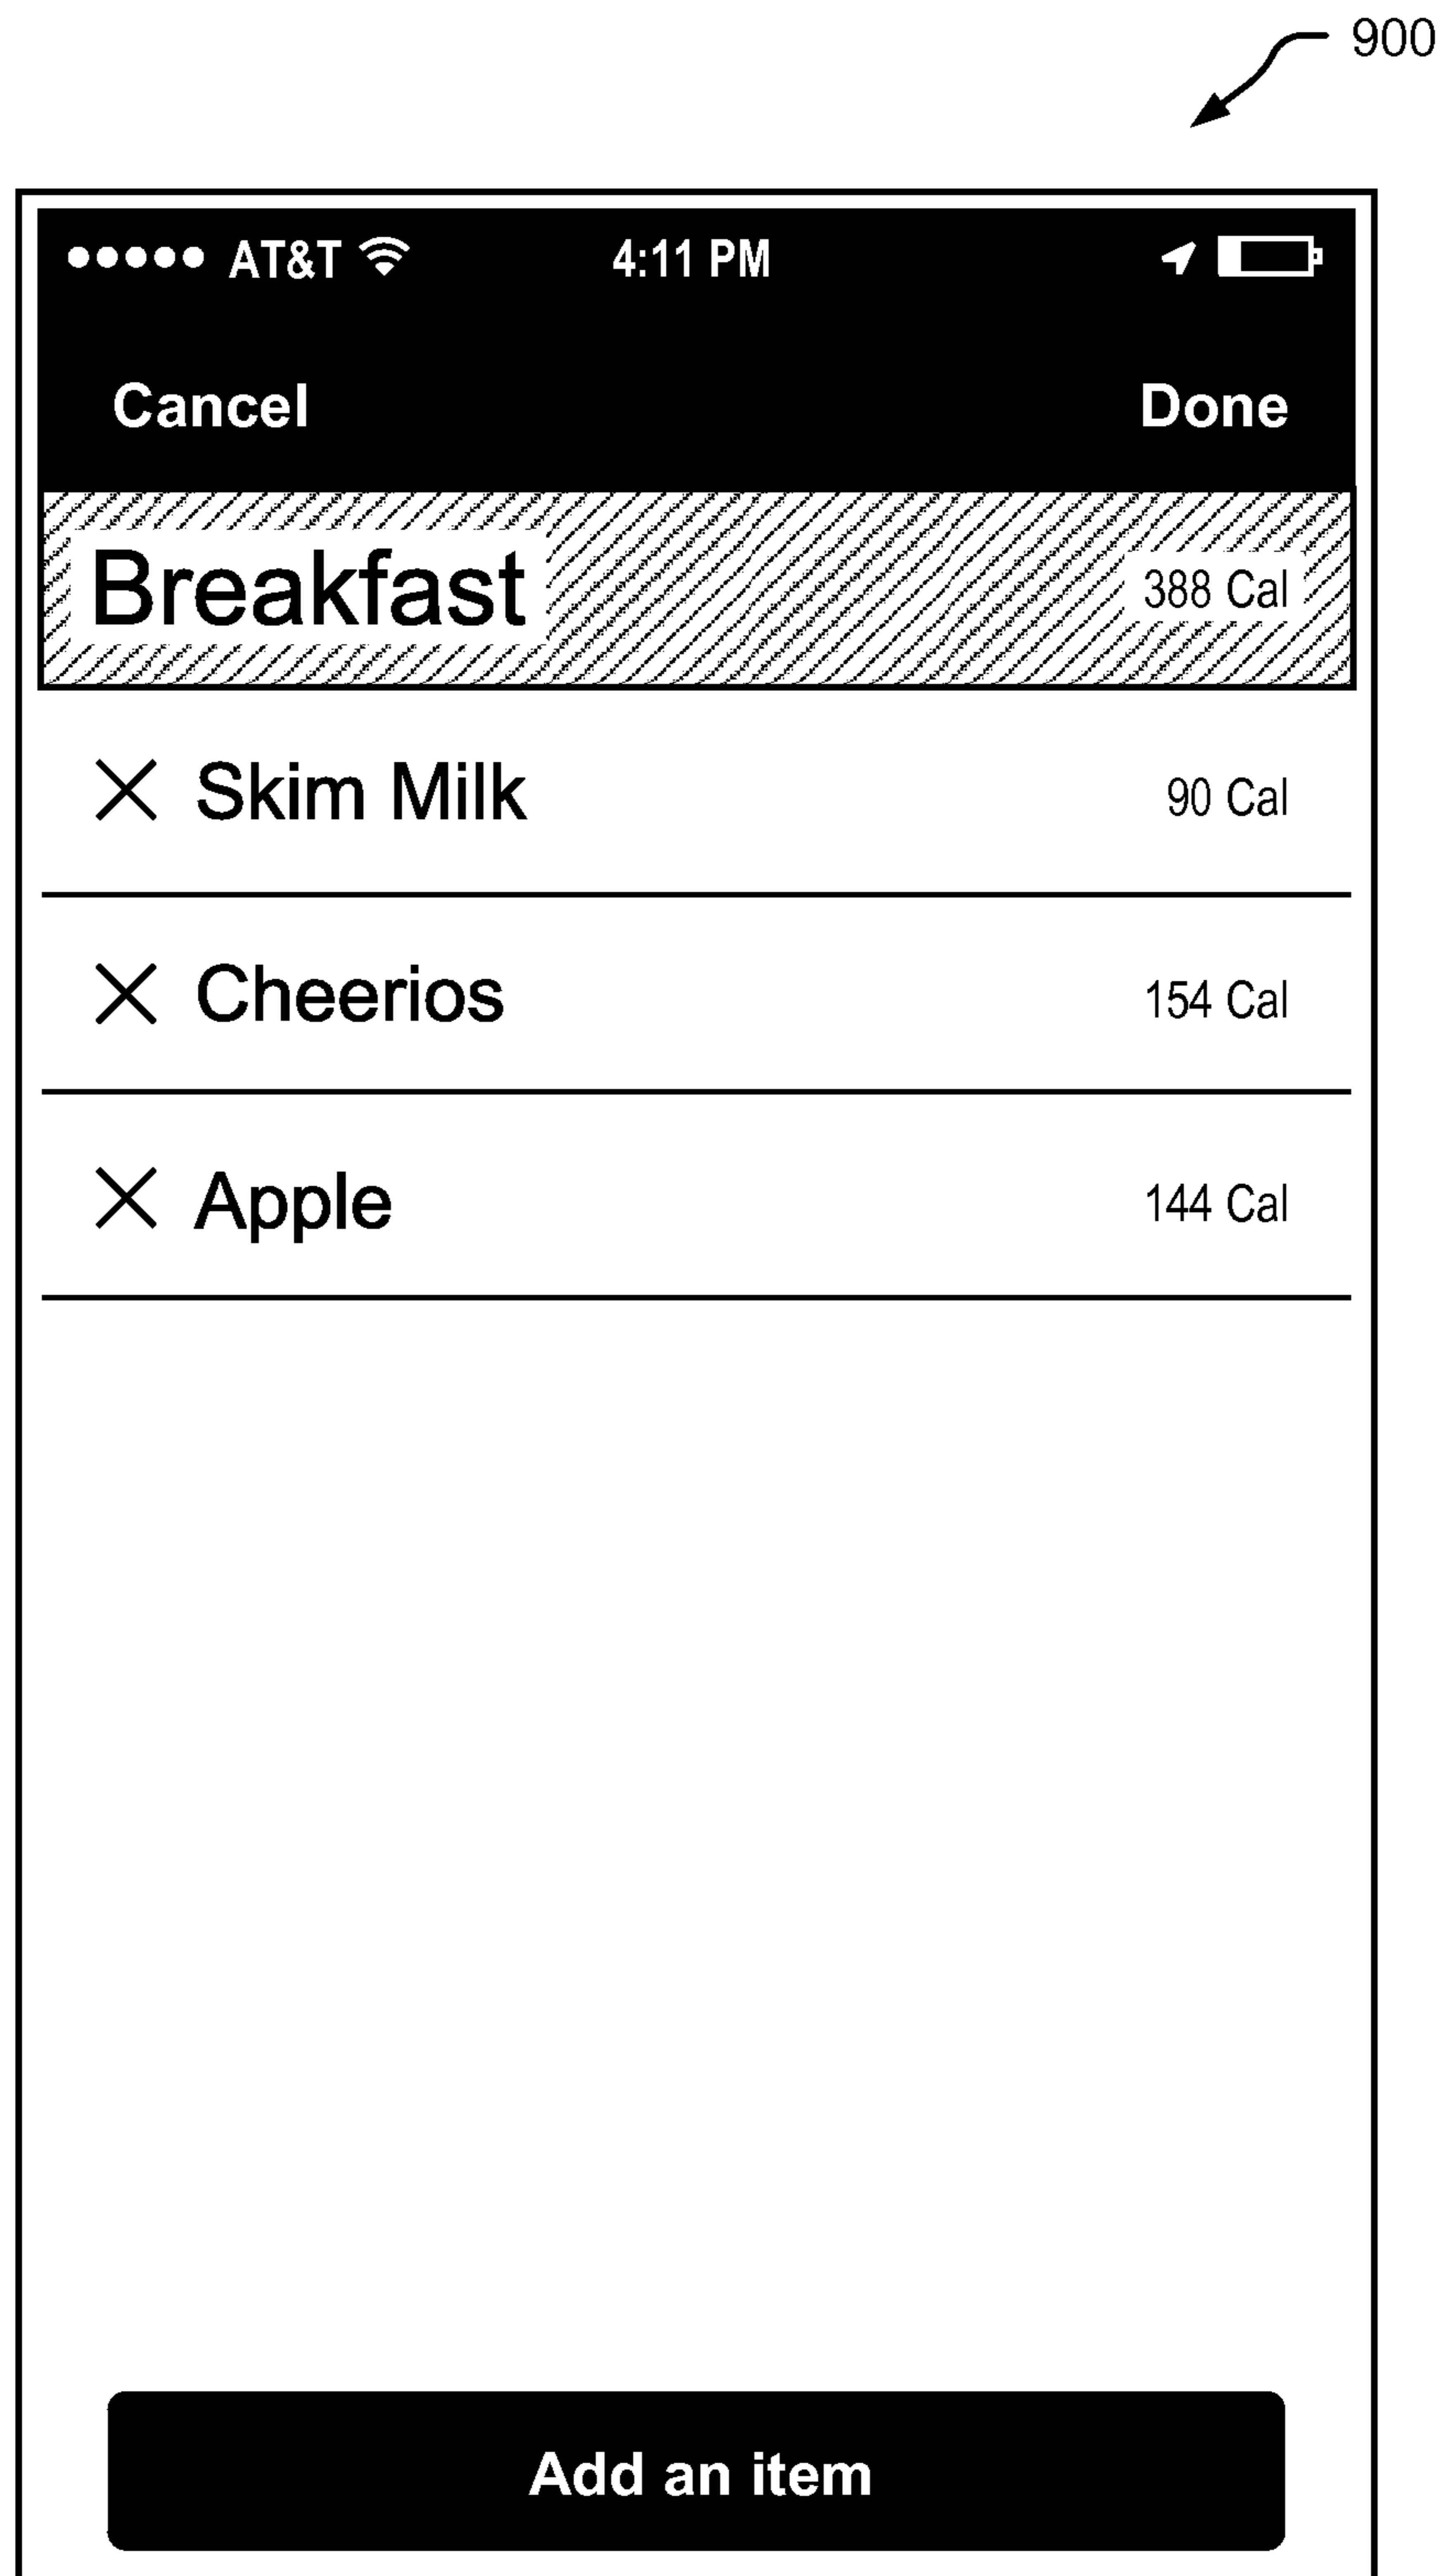 900
AT&T 4:11 PM
Cancel Done
Breakfast 388 Cal
Skim Milk 90 Cal
Cheerios 154 Cal
Apple 144 Cal
Add an item